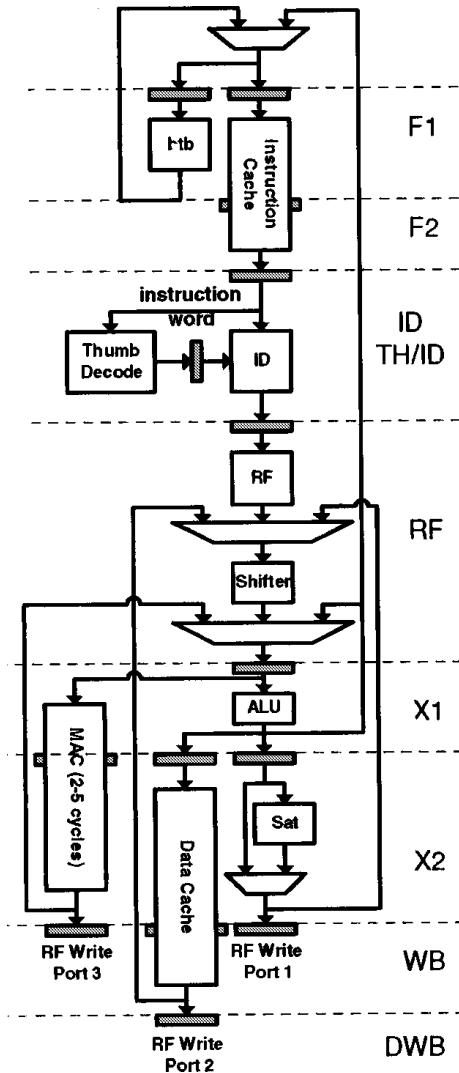 btb
Instruction
Cache
F1
F2
instruction
word
Thumb
Decode
ID
ID
TH/ID
RF
Shifter
RF
ALU
X1
MAC (2-5 cycles)
Data Cache
Sat
X2
RF Write
Port 3
RF Write
Port 1
WB
RF Write
Port 2
DWB